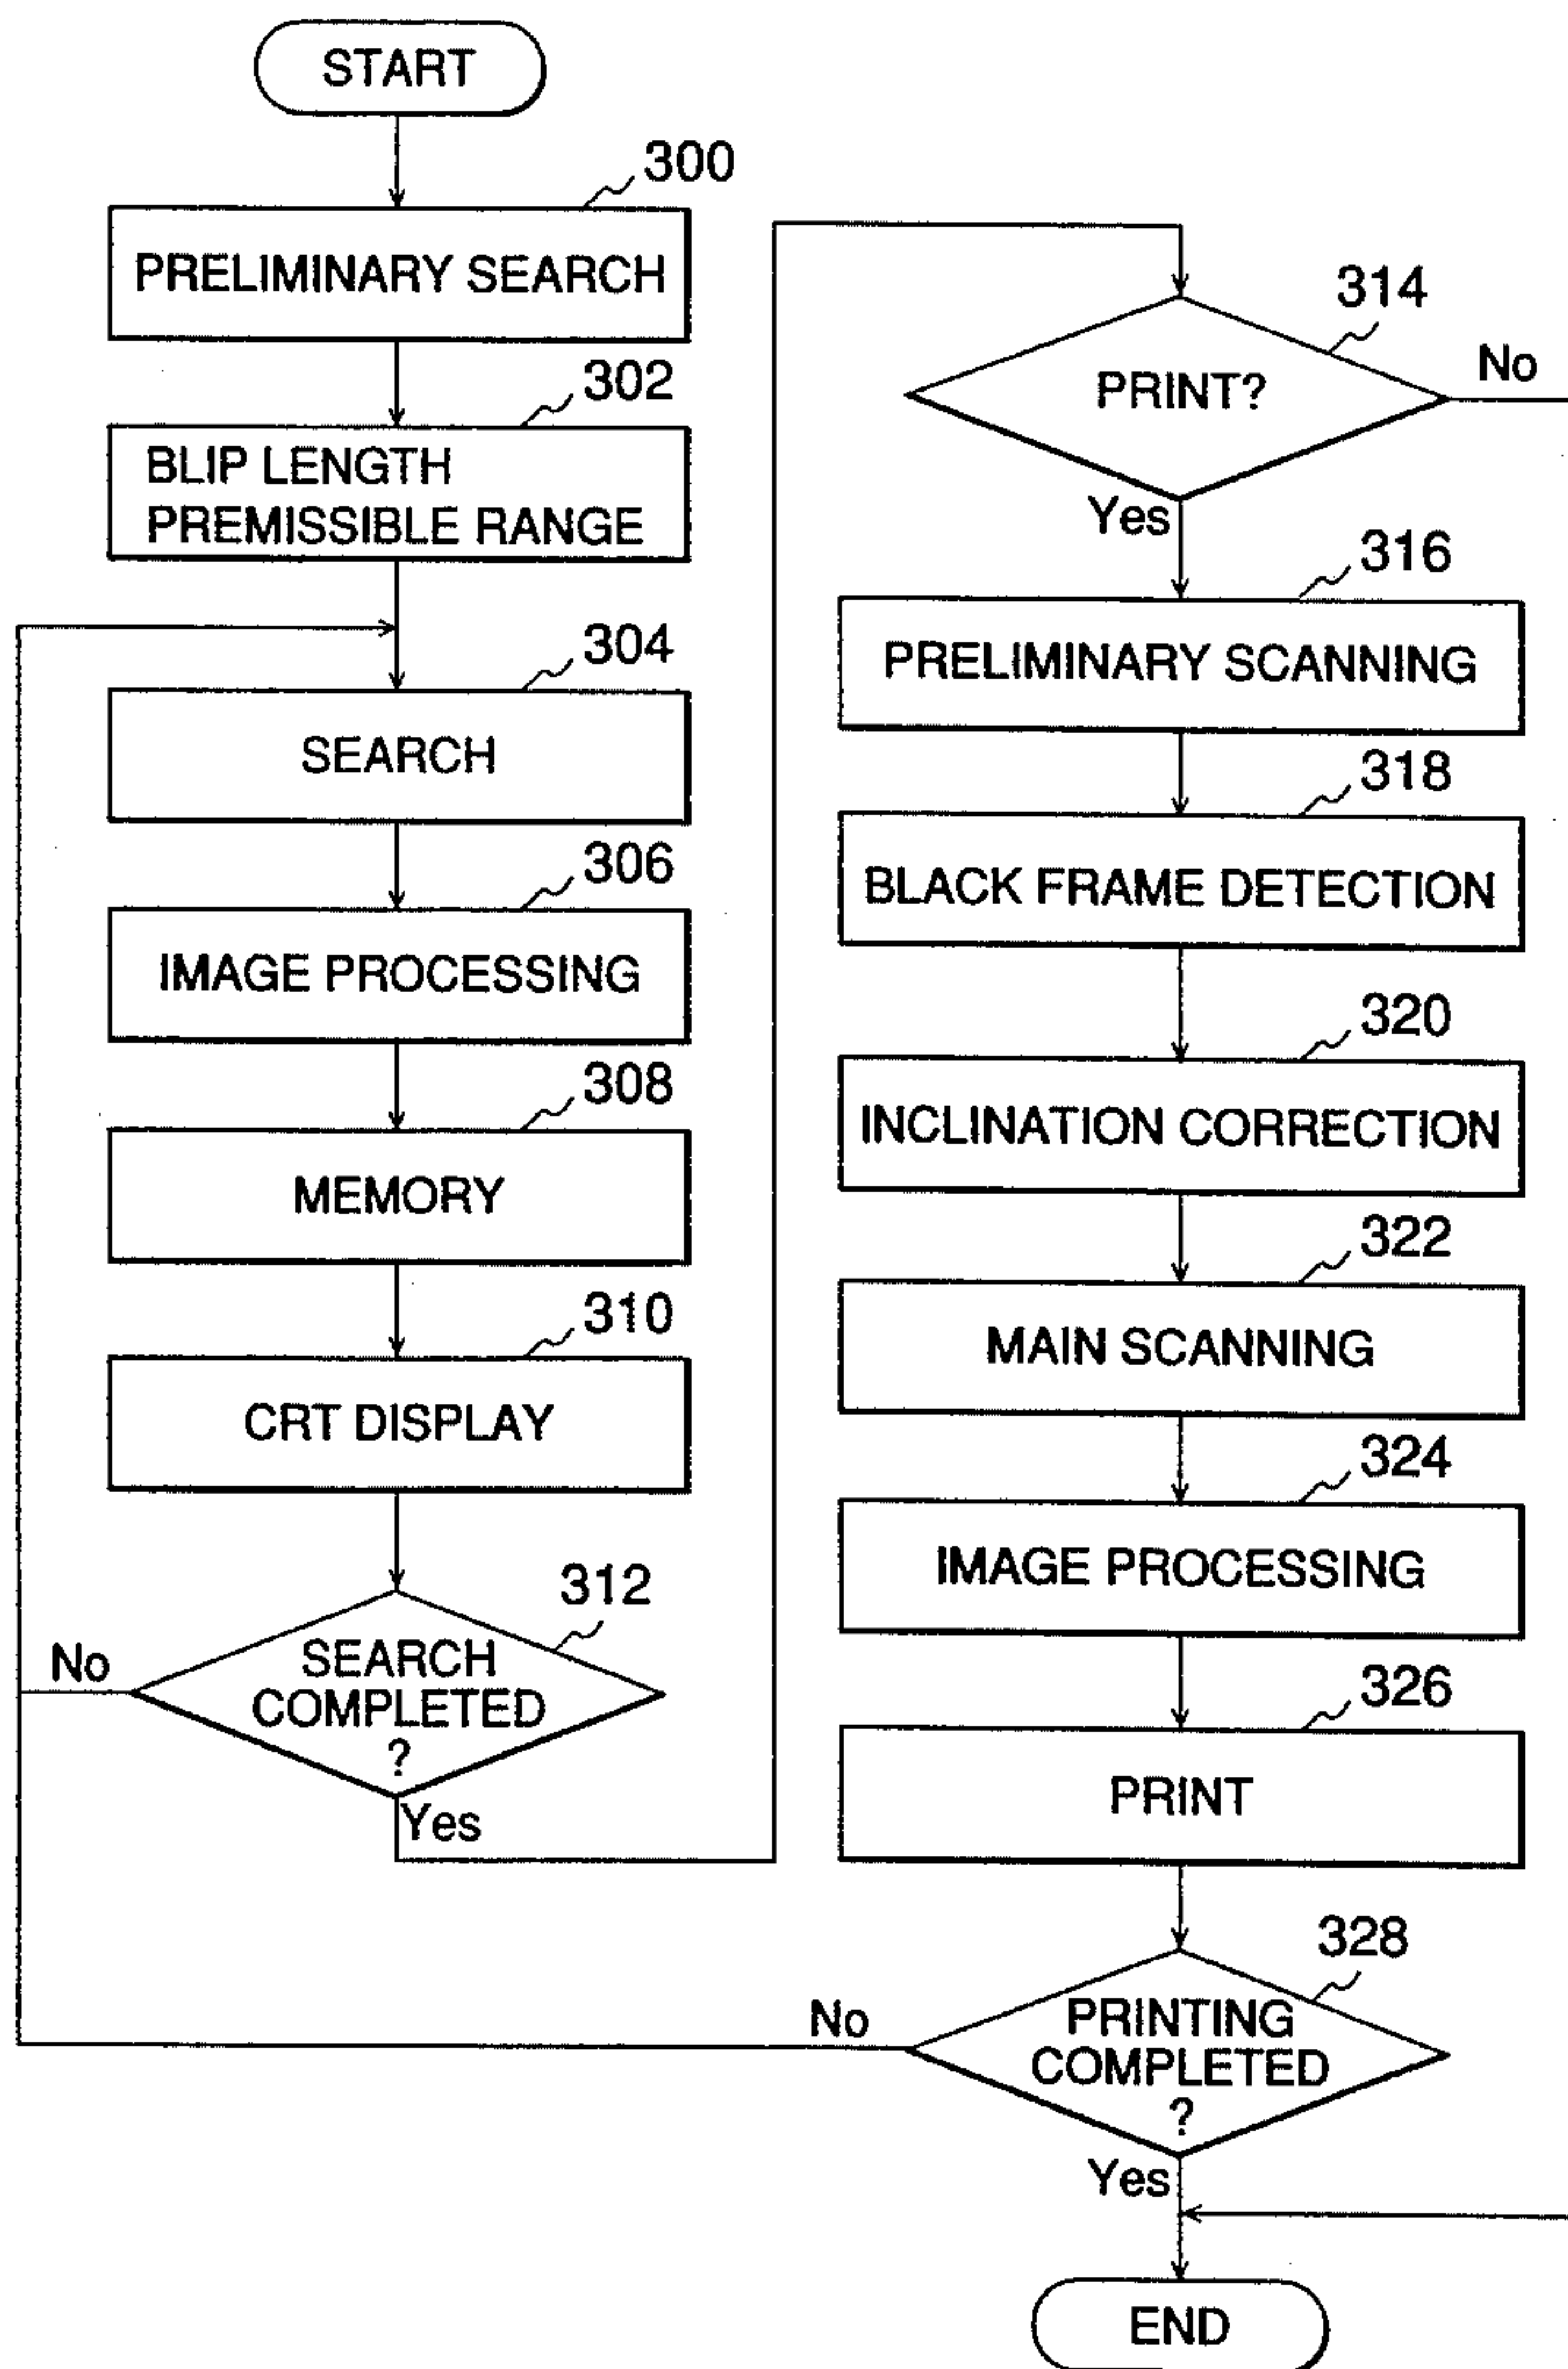 START
300
PRELIMINARY SEARCH
302
BLIP LENGTH
PREMISSIBLE RANGE
304
SEARCH
306
IMAGE PROCESSING
308
MEMORY
310
CRT DISPLAY
312
SEARCH
COMPLETED
?
No
Yes
314
PRINT?
No
Yes
316
PRELIMINARY SCANNING
318
BLACK FRAME DETECTION
320
INCLINATION CORRECTION
322
MAIN SCANNING
324
IMAGE PROCESSING
326
PRINT
328
PRINTING
COMPLETED
?
No
Yes
END